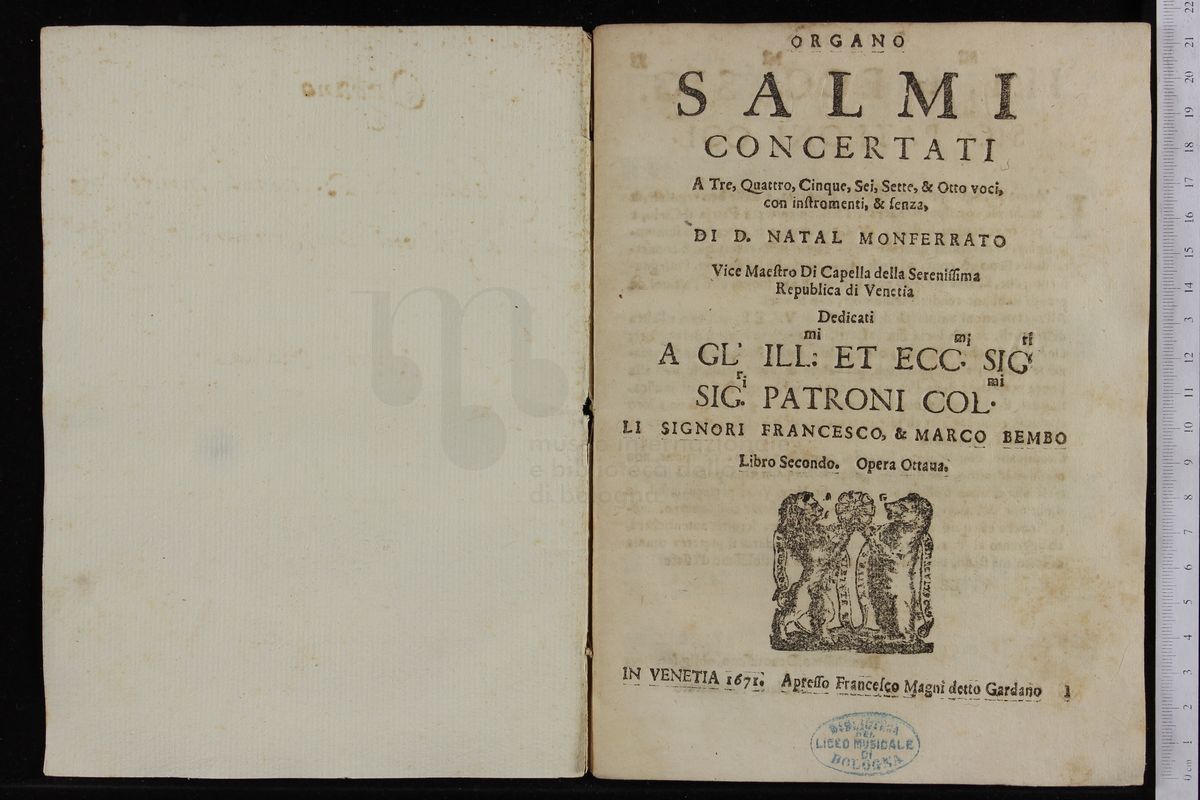 ORGANO
SALMI
CONCERTATI
A Tre, Quattro, Cinque, Sei, Sette, & Otto voci,
con inſtromenti, & ſenza,
DI D. NATAL MONFERRATO
Vice Maeſtro Di Capella della Sereniſſima
Republica di Venetia
Dedicati
A GL' ILL:mi ET ECC.mi SIG.ri
SIG.ri PATRONI COL.mi
LI SIGNORI FRANCESCO, & MARCO BEMBO
Libro Secondo. Opera Ottaua.
A G
IN VENETIA 1671. Apreſſo Franceſco Magni detto Gardano 1
BIBLIOTECA
DEL
LICEO MUSICALE
DI
BOLOGNA